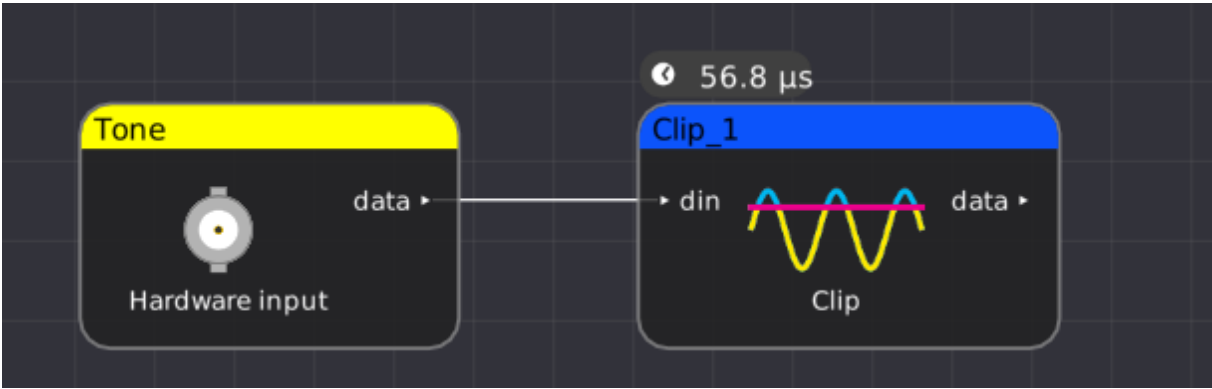 56.8 µs
Tone
Clip_1
data
din
data
Hardware input
Clip